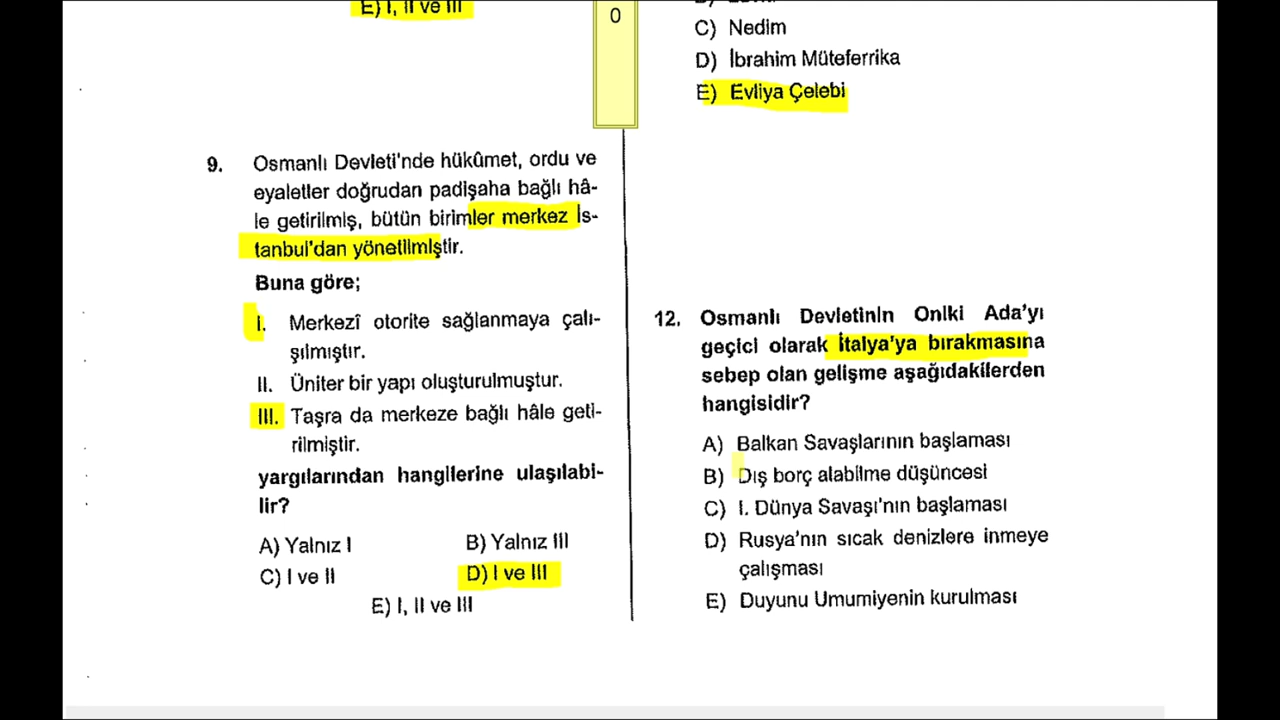 E) I, II ve III
9. Osmanlı Devleti'nde hükûmet, ordu ve
eyaletler doğrudan padişaha bağlı hâ-
le getirilmiş, bütün birimler merkez İs-
tanbul'dan yönetilmiştir.
Buna göre;
I. Merkezî otorite sağlanmaya çalı-
şılmıştır.
II. Üniter bir yapı oluşturulmuştur.
III. Taşra da merkeze bağlı hâle geti-
rilmiştir.
yargılarından hangilerine ulaşılabi-
lir?
A) Yalnız I B) Yalnız III
C) I ve II D) I ve III
E) I, II ve III
0
C) Nedim
D) İbrahim Müteferrika
E) Evliya Çelebi
12. Osmanlı Devletinin Oniki Ada'yı
geçici olarak İtalya'ya bırakmasına
sebep olan gelişme aşağıdakilerden
hangisidir?
A) Balkan Savaşlarının başlaması
B) Dış borç alabilme düşüncesi
C) I. Dünya Savaşı'nın başlaması
D) Rusya'nın sıcak denizlere inmeye
çalışması
E) Duyunu Umumiyenin kurulması